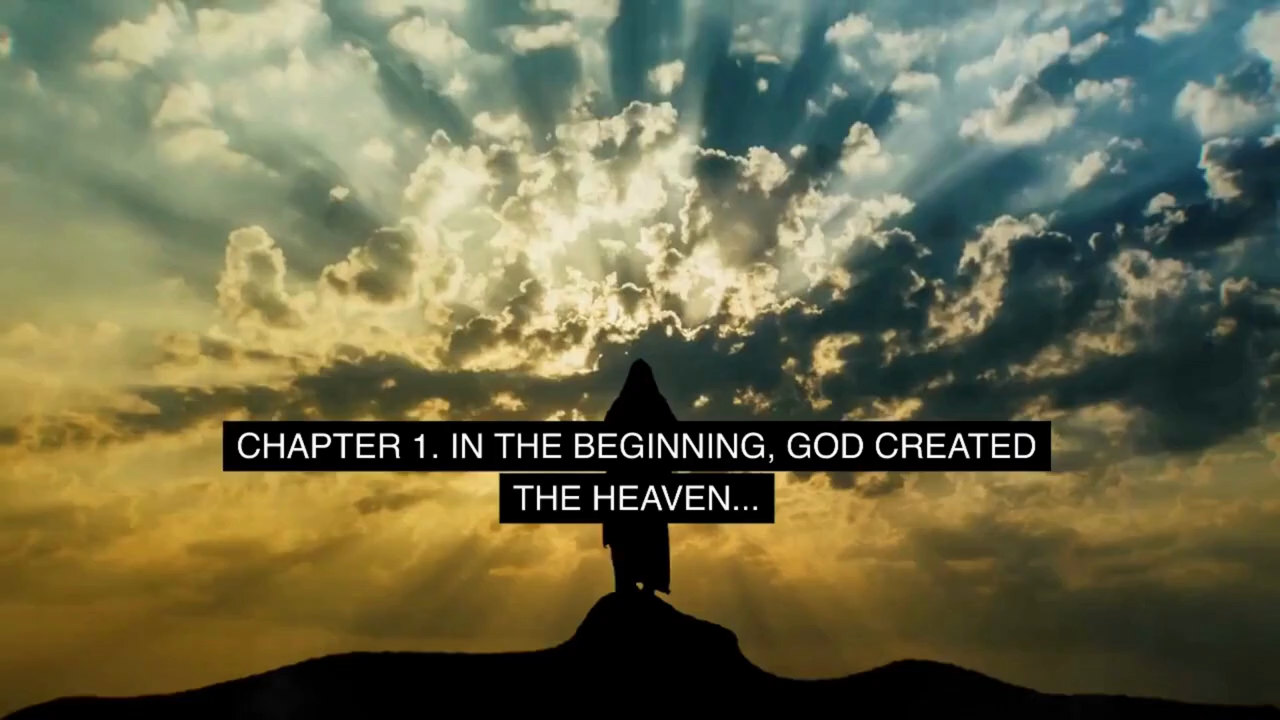 CHAPTER 1. IN THE BEGINNING, GOD CREATED
THE HEAVEN...